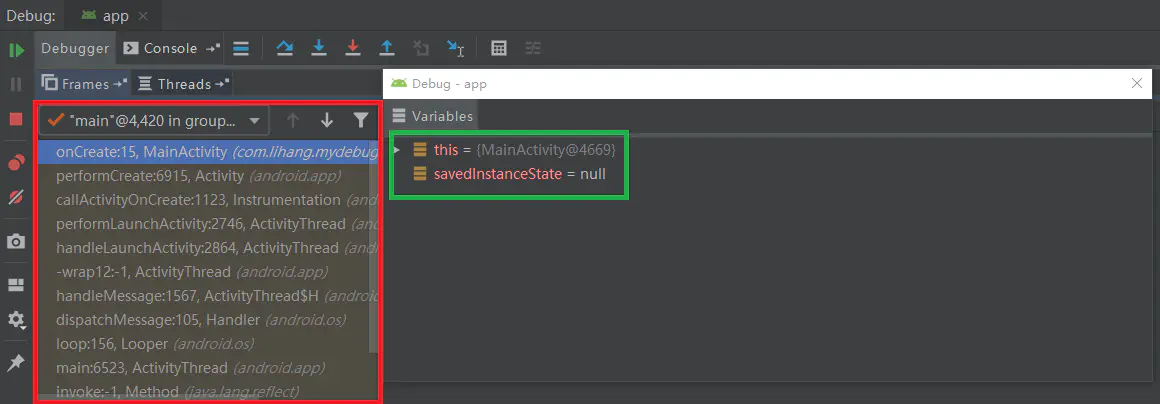 Debug: app
Debugger Console
Frames Threads
Debug - app
"main"@4,420 in group...
Variables
onCreate:15, MainActivity (com.lihang.mydebug
this = {MainActivity@4669}
performCreate:6915, Activity (android.app)
savedInstanceState = null
callActivityOnCreate:1123, Instrumentation (and
performLaunchActivity:2746, ActivityThread (and
handleLaunchActivity:2864, ActivityThread (and
-wrap12:-1, ActivityThread (android.app)
handleMessage:1567, ActivityThread$H (android
dispatchMessage:105, Handler (android.os)
loop:156, Looper (android.os)
main:6523, ActivityThread (android.app)
invoke:-1, Method (java.lang.reflect)